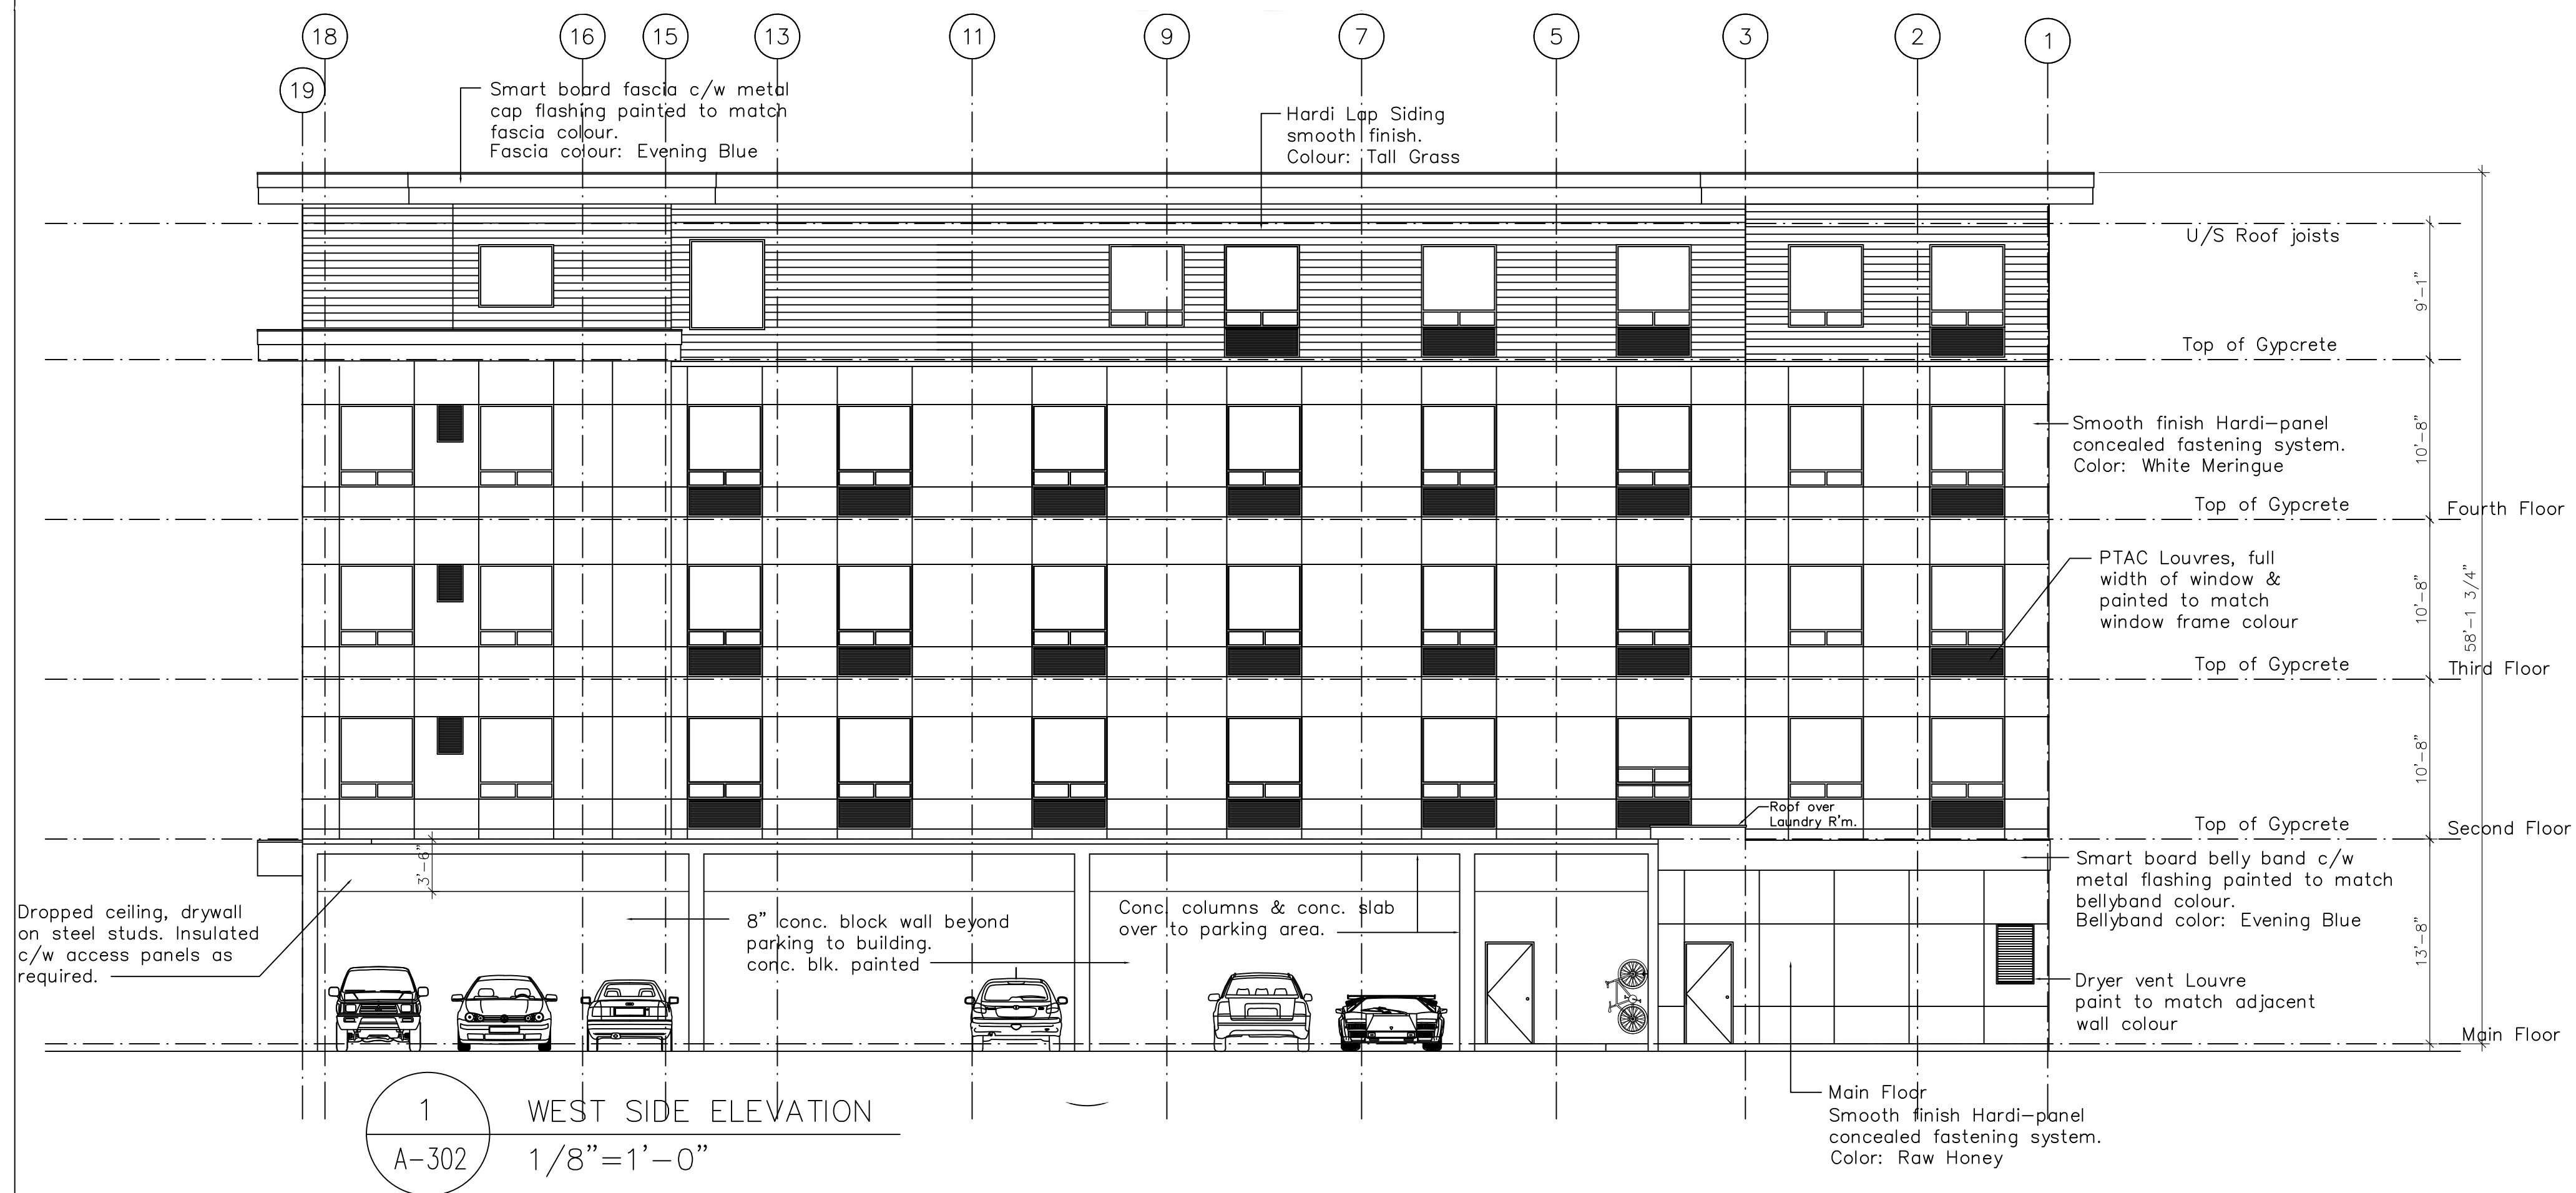 18
16
15
13
11
9
7
5
3
2
1
19
Smart board fascia c/w metal
cap flashing painted to match
fascia colour.
Fascia colour: Evening Blue
Hardi Lap Siding
smooth finish.
Colour: Tall Grass
U/S Roof joists
9'-1"
Top of Gypcrete
Smooth finish Hardi-panel
concealed fastening system.
Color: White Meringue
10'-8"
Top of Gypcrete
Fourth Floor
PTAC Louvres, full
width of window &
painted to match
window frame colour
10'-8"
58'-1 3/4"
Top of Gypcrete
Third Floor
10'-8"
Roof over
Laundry R'm.
Top of Gypcrete
Second Floor
3'-6"
Smart board belly band c/w
metal flashing painted to match
bellyband colour.
Bellyband color: Evening Blue
Dropped ceiling, drywall
on steel studs. Insulated
c/w access panels as
required.
8" conc. block wall beyond
parking to building.
conc. blk. painted
Conc. columns & conc. slab
over to parking area.
13'-8"
Dryer vent Louvre
paint to match adjacent
wall colour
Main Floor
Main Floor
Smooth finish Hardi-panel
concealed fastening system.
Color: Raw Honey
1
A-302
WEST SIDE ELEVATION
1/8"=1'-0"